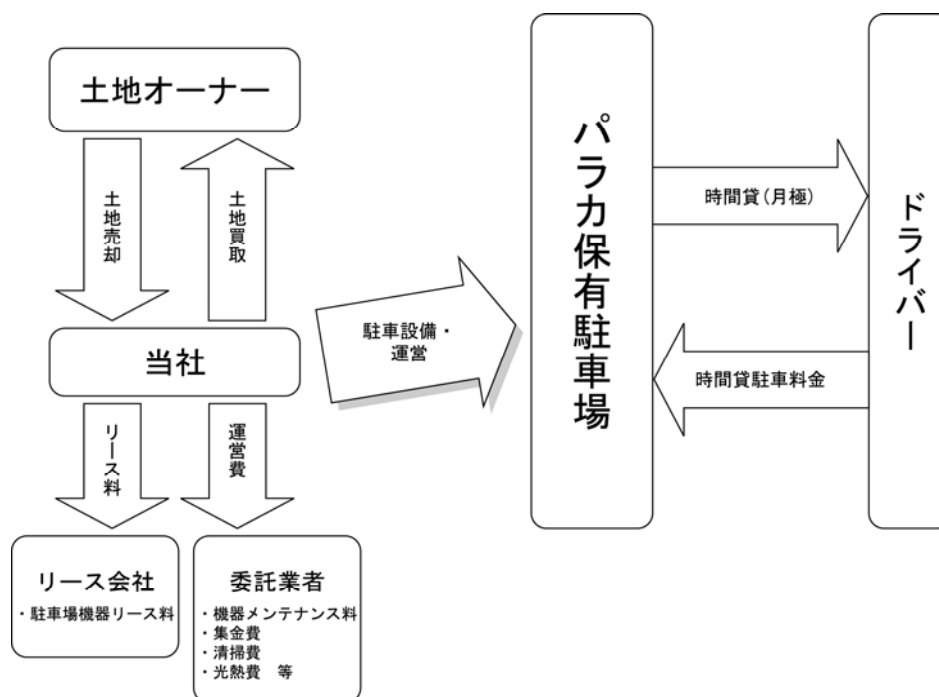 土地オーナー
土地売却
土地買取
当社
リース料
運営費
リース会社
・駐車場機器リース料
委託業者
・機器メンテナンス料
・集金費
・清掃費
・光熱費　等
駐車設備・
運営
パラカ保有駐車場
時間貸（月極）
時間貸駐車料金
ドライバー